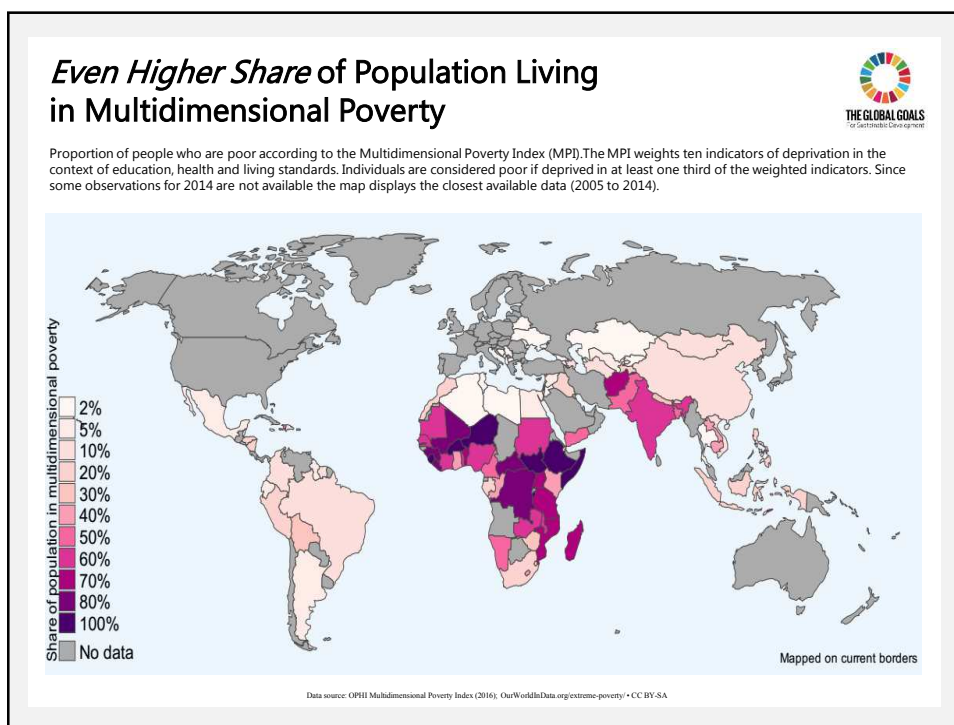 Even Higher Share of Population Living
in Multidimensional Poverty
THE GLOBAL GOALS
For Sustainable Development
Proportion of people who are poor according to the Multidimensional Poverty Index (MPI).The MPI weights ten indicators of deprivation in the
context of education, health and living standards. Individuals are considered poor if deprived in at least one third of the weighted indicators. Since
some observations for 2014 are not available the map displays the closest available data (2005 to 2014).
Share of population in multidimensional poverty
2%
5%
10%
20%
30%
40%
50%
60%
70%
80%
100%
No data
Mapped on current borders
Data source: OPHI Multidimensional Poverty Index (2016); OurWorldInData.org/extreme-poverty/ • CC BY-SA